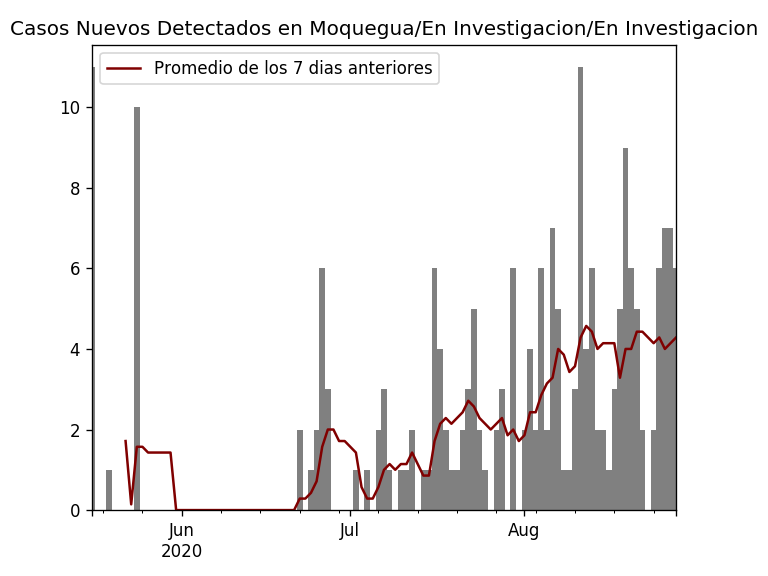 Casos Nuevos Detectados en Moquegua/En Investigacion/En Investigacion
Promedio de los 7 dias anteriores
10
8
6
4
2
0
Jun
2020
Jul
Aug